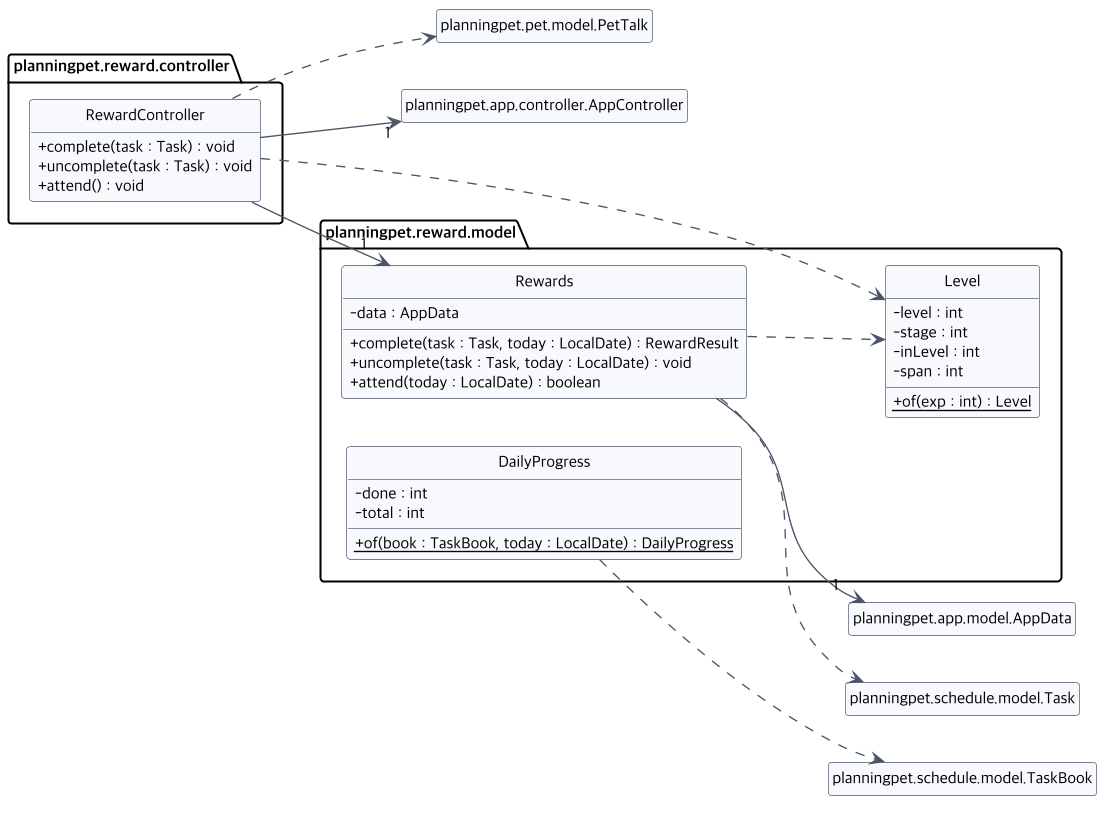 planningpet.pet.model.PetTalk
planningpet.reward.controller
planningpet.app.controller.AppController
RewardController
+complete(task : Task) : void
+uncomplete(task : Task) : void
+attend() : void
1
1
planningpet.reward.model
Rewards
-data : AppData
+complete(task : Task, today : LocalDate) : RewardResult
+uncomplete(task : Task, today : LocalDate) : void
+attend(today : LocalDate) : boolean
Level
-level : int
-stage : int
-inLevel : int
-span : int
+of(exp : int) : Level
DailyProgress
-done : int
-total : int
+of(book : TaskBook, today : LocalDate) : DailyProgress
1
planningpet.app.model.AppData
planningpet.schedule.model.Task
planningpet.schedule.model.TaskBook